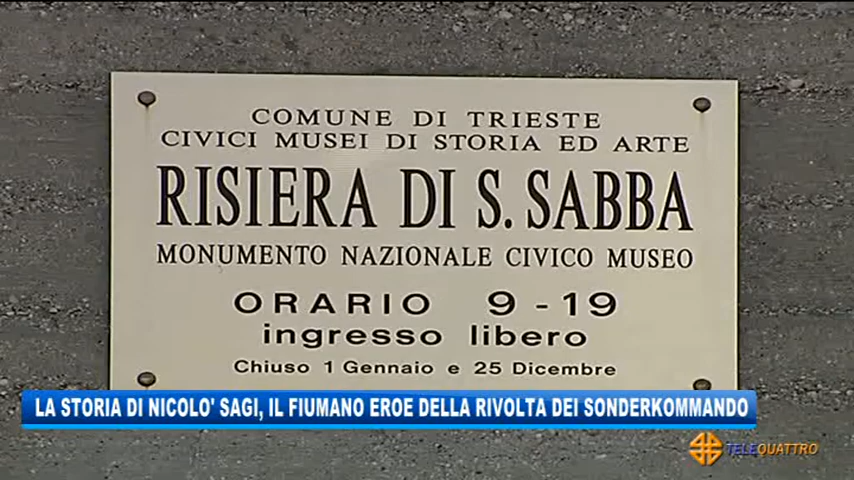 COMUNE DI TRIESTE
CIVICI MUSEI DI STORIA ED ARTE
RISIERA DI S. SABBA
MONUMENTO NAZIONALE CIVICO MUSEO
ORARIO 9 - 19
ingresso libero
Chiuso 1 Gennaio e 25 Dicembre
LA STORIA DI NICOLO' SAGI, IL FIUMANO EROE DELLA RIVOLTA DEI SONDERKOMMANDO
TELEQUATTRO